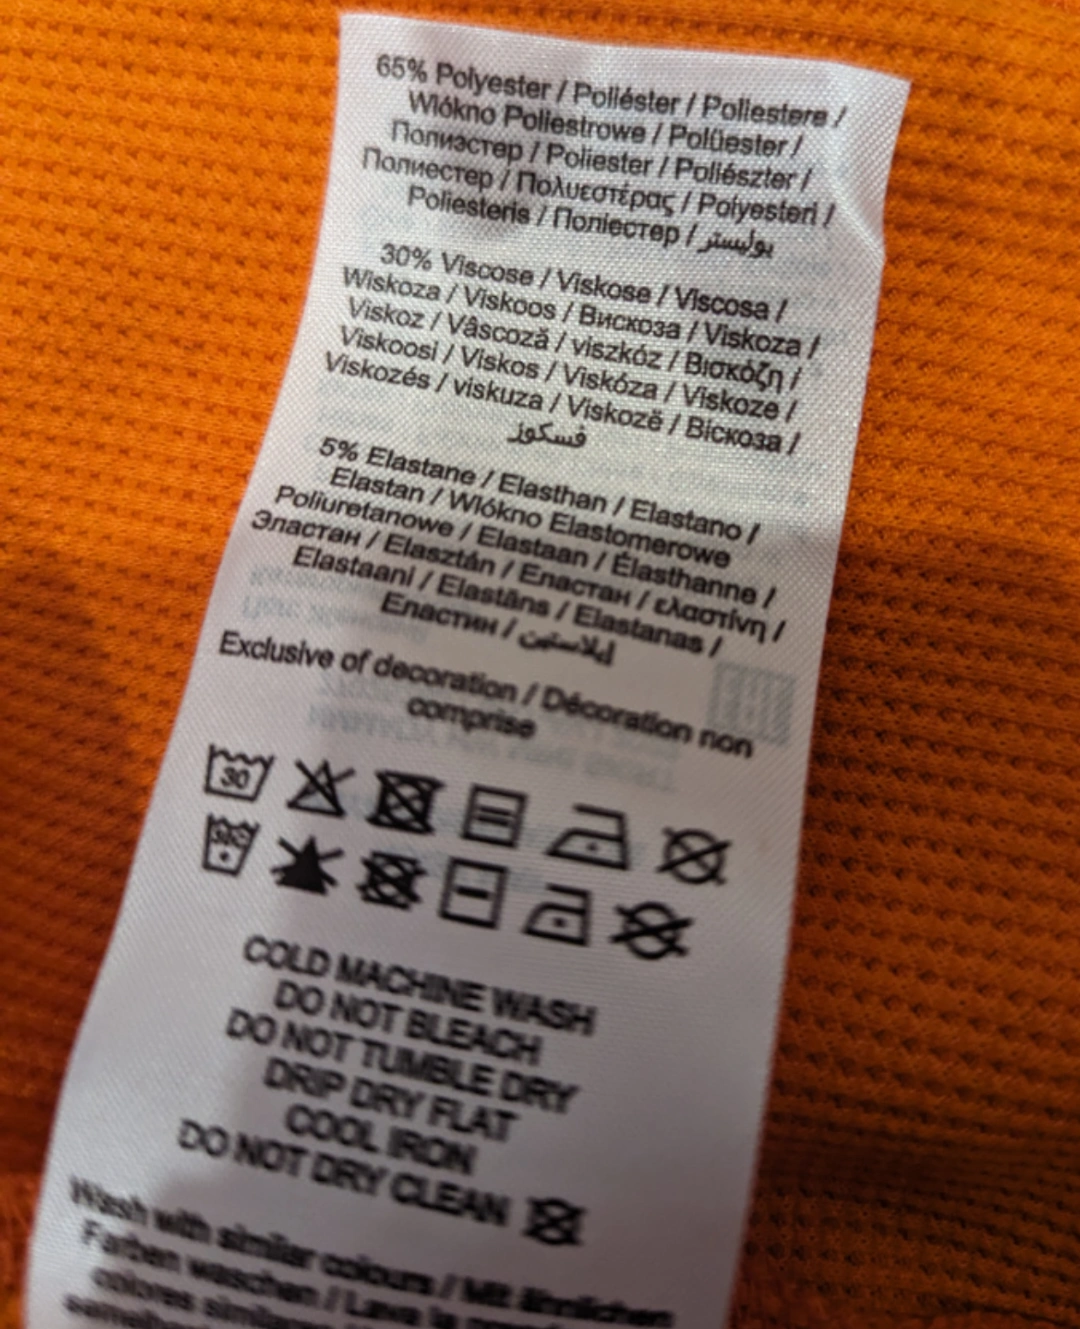 65% Polyester / Poliéster / Poliestere /
Włókno Poliestrowe / Polüester /
Полиэстер / Poliester / Poliészter /
Полиестер / Πολυεστέρας / Polyesteri /
Poliesteris / Поліестер / بوليستر
30% Viscose / Viskose / Viscosa /
Wiskoza / Viskoos / Вискоза / Viskoza /
Viskoz / Vâscoză / viszkóz / Βισκόζη /
Viskoosi / Viskos / Viskóza / Viskoze /
Viskozés / viskuza / Viskozë / Віскоза /
فسكوز
5% Elastane / Elasthan / Elastano /
Elastan / Włókno Elastomerowe
Poliuretanowe / Elastaan / Élasthanne /
Эластан / Elasztán / Еластан / ελαστίνη /
Elastaani / Elastāns / Elastanas /
Еластин / إيلاستين
Exclusive of decoration / Décoration non
comprise
30
COLD MACHINE WASH
DO NOT BLEACH
DO NOT TUMBLE DRY
DRIP DRY FLAT
COOL IRON
DO NOT DRY CLEAN
Wash with similar colours / Mit ähnlichen
Farben waschen / Lava la
colores similares